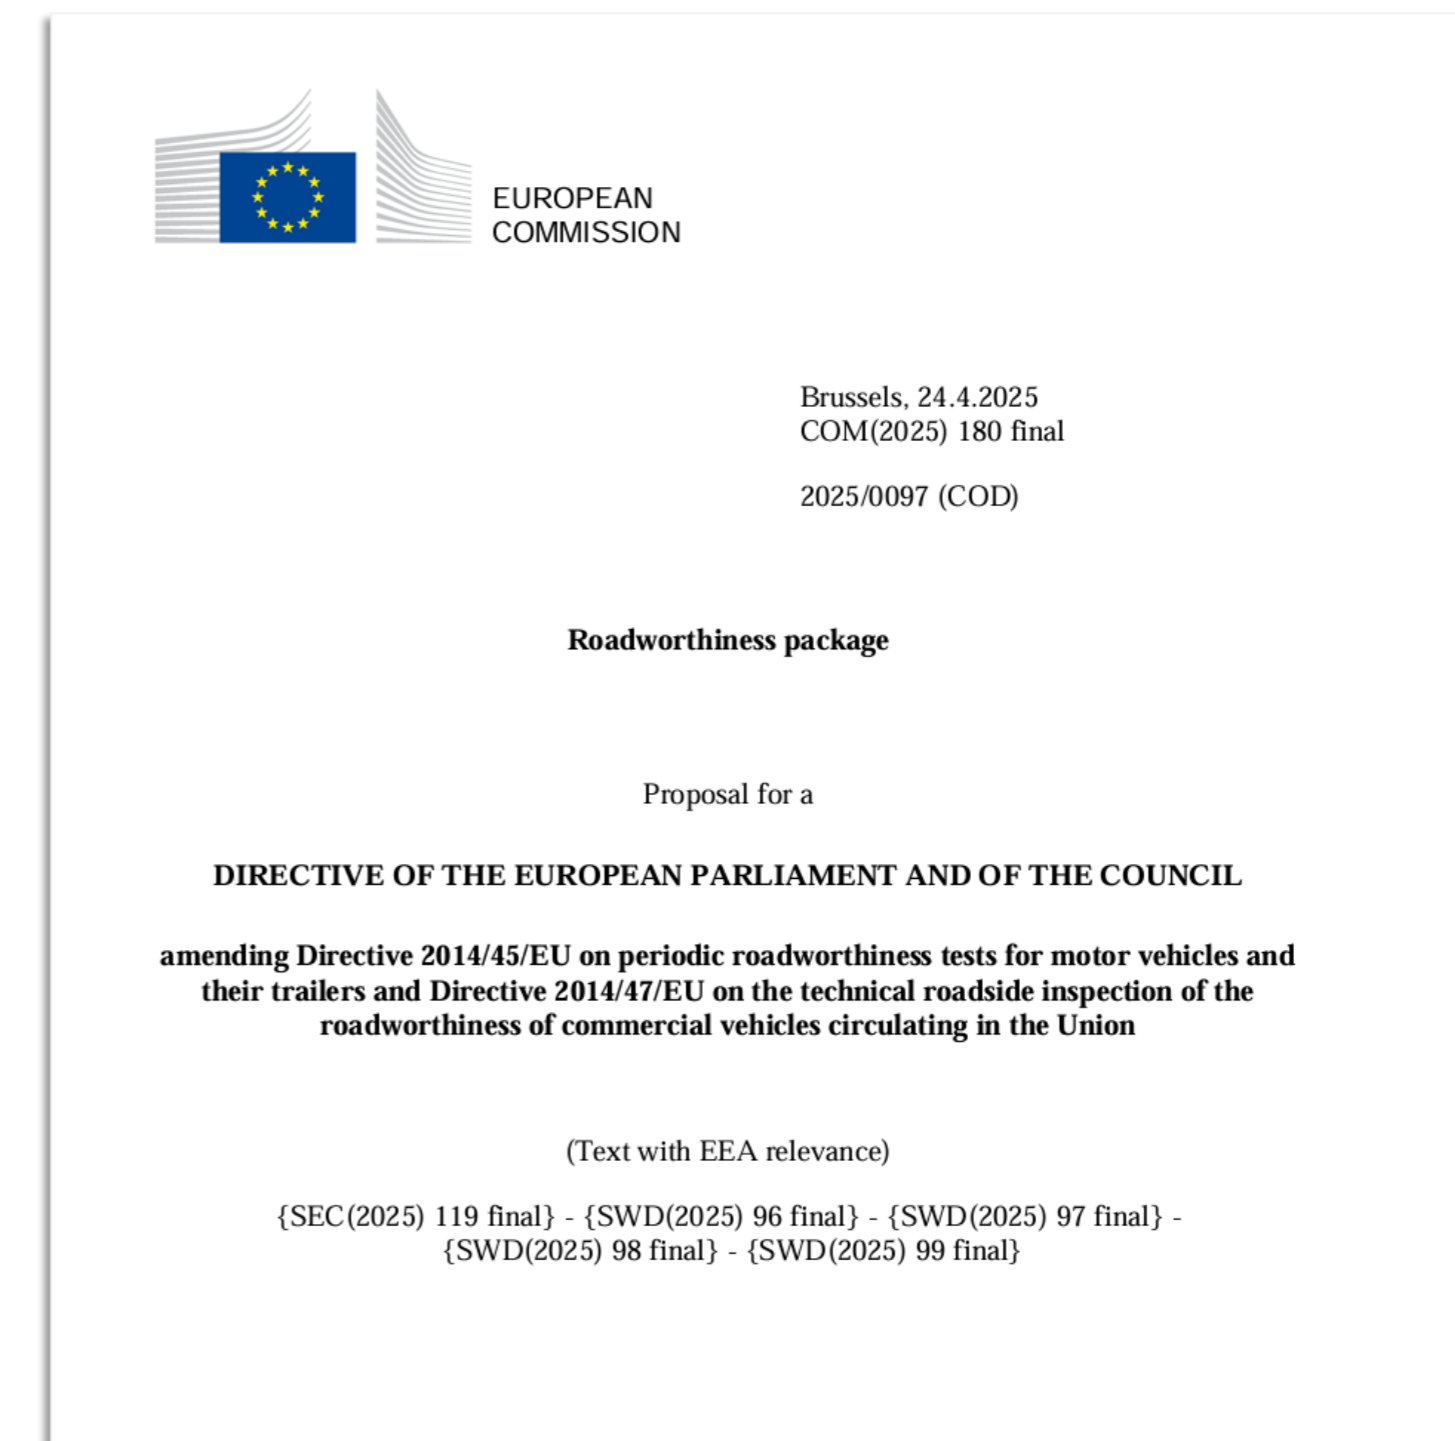 EUROPEAN
COMMISSION
Brussels, 24.4.2025
COM(2025) 180 final
2025/0097 (COD)
Roadworthiness package
Proposal for a
DIRECTIVE OF THE EUROPEAN PARLIAMENT AND OF THE COUNCIL
amending Directive 2014/45/EU on periodic roadworthiness tests for motor vehicles and
their trailers and Directive 2014/47/EU on the technical roadside inspection of the
roadworthiness of commercial vehicles circulating in the Union
(Text with EEA relevance)
{SEC(2025) 119 final} - {SWD(2025) 96 final} - {SWD(2025) 97 final} -
{SWD(2025) 98 final} - {SWD(2025) 99 final}